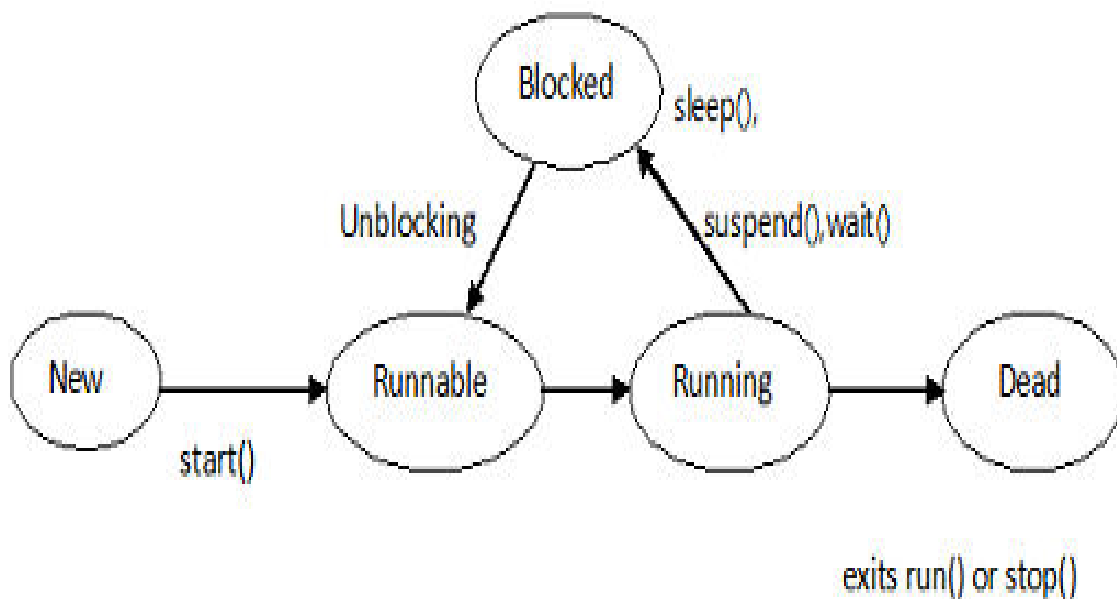 Blocked
sleep(),
Unblocking
suspend(),wait()
New
Runnable
Running
Dead
start()
exits run() or stop()